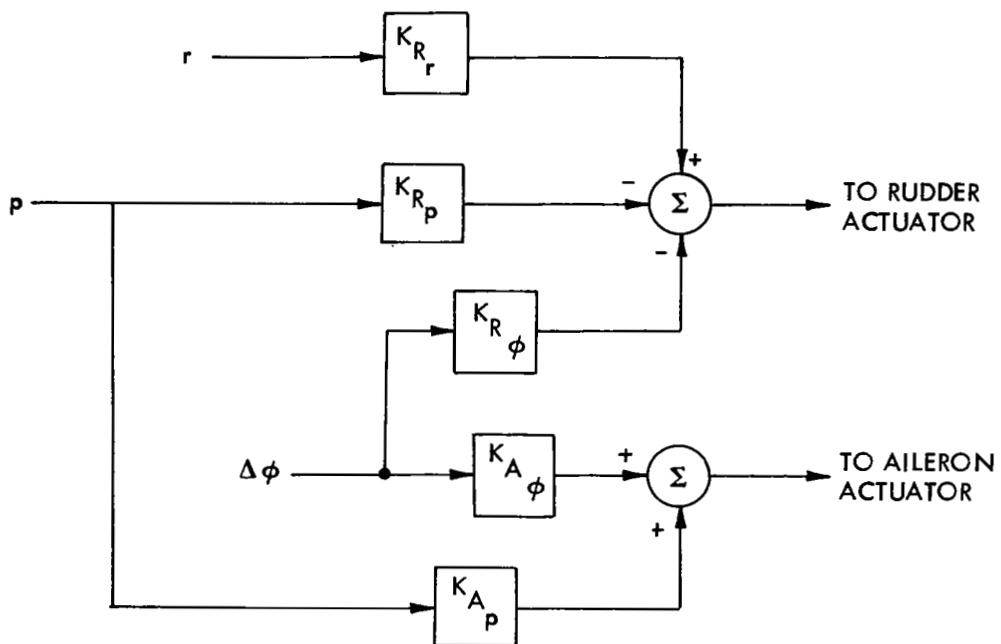 r
K_{R_r}
+
p
K_{R_p}
-
Σ
TO RUDDER
ACTUATOR
-
K_{R_ϕ}
Δϕ
K_{A_ϕ}
+
Σ
TO AILERON
ACTUATOR
+
K_{A_p}